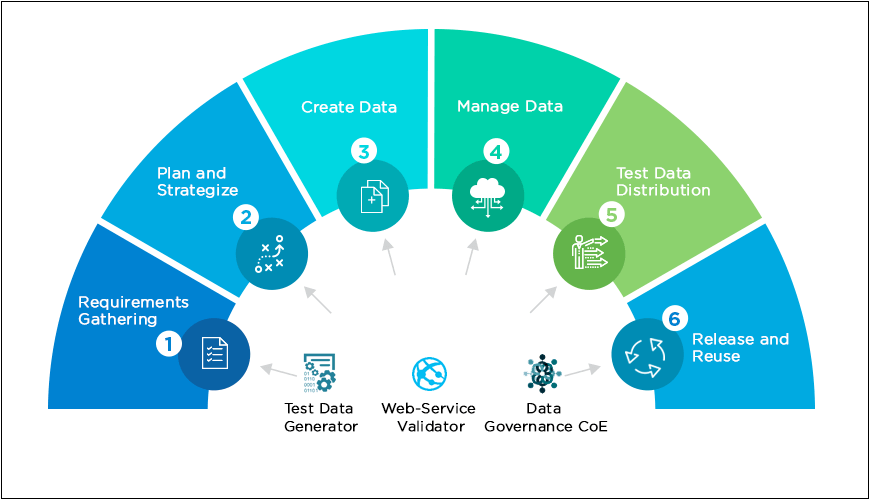 1
Requirements
Gathering
2
Plan and
Strategize
3
Create Data
4
Manage Data
5
Test Data
Distribution
6
Release and
Reuse
Test Data
Generator
Web-Service
Validator
Data
Governance CoE